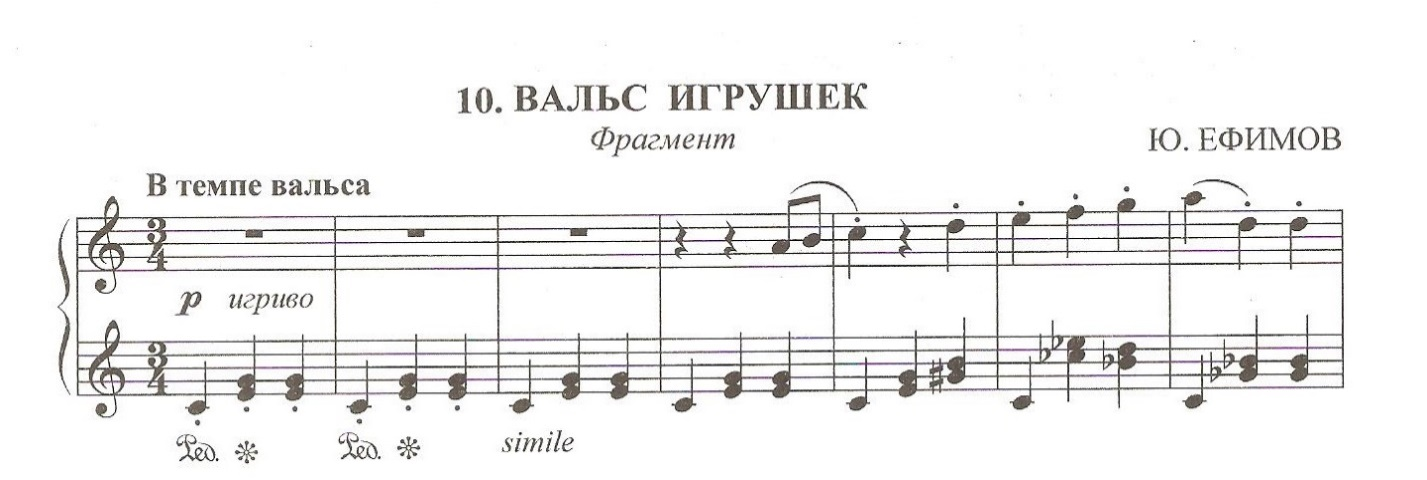 10. ВАЛЬС ИГРУШЕК
Фрагмент
Ю. ЕФИМОВ
В темпе вальса
3
4
p игриво
3
4
Ped. * Ped. * simile